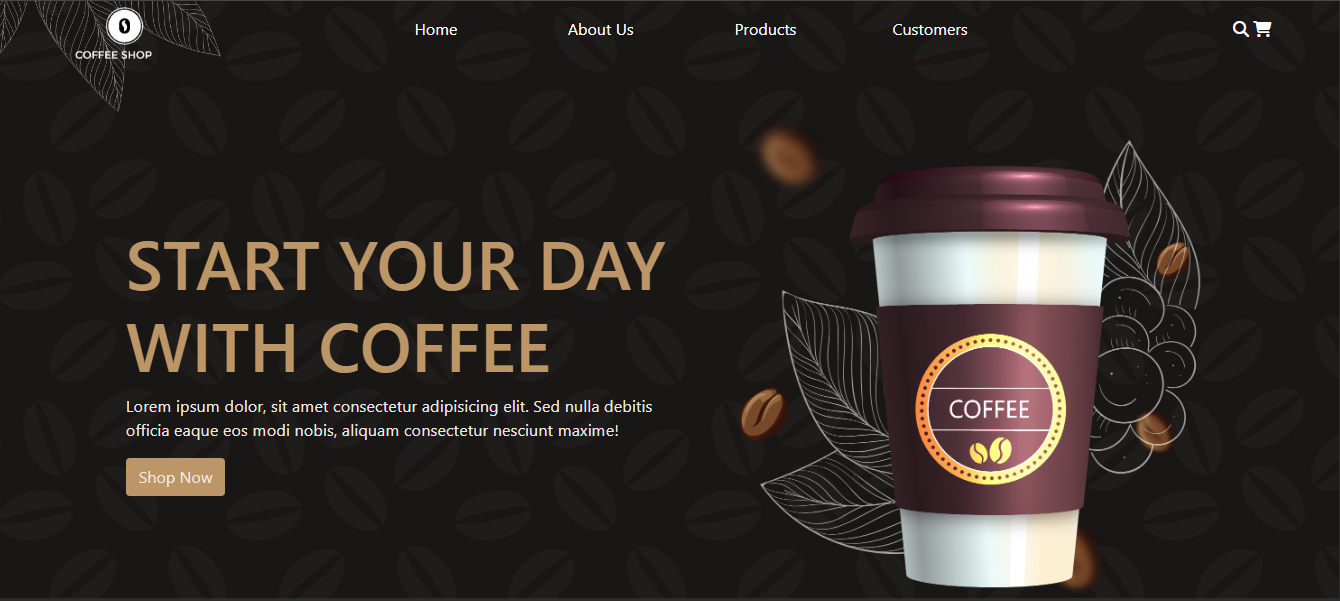 COFFEE SHOP
Home
About Us
Products
Customers
START YOUR DAY
WITH COFFEE
Lorem ipsum dolor, sit amet consectetur adipisicing elit. Sed nulla debitis
officia eaque eos modi nobis, aliquam consectetur nesciunt maxime!
Shop Now
COFFEE